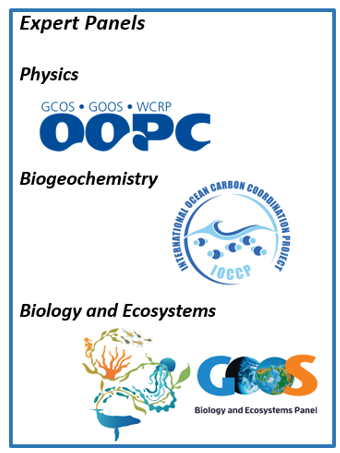 Expert Panels
Physics
GCOS • GOOS • WCRP
OOPC
Biogeochemistry
INTERNATIONAL OCEAN CARBON COORDINATION PROJECT
IOCCP
Biology and Ecosystems
GOOS
Biology and Ecosystems Panel